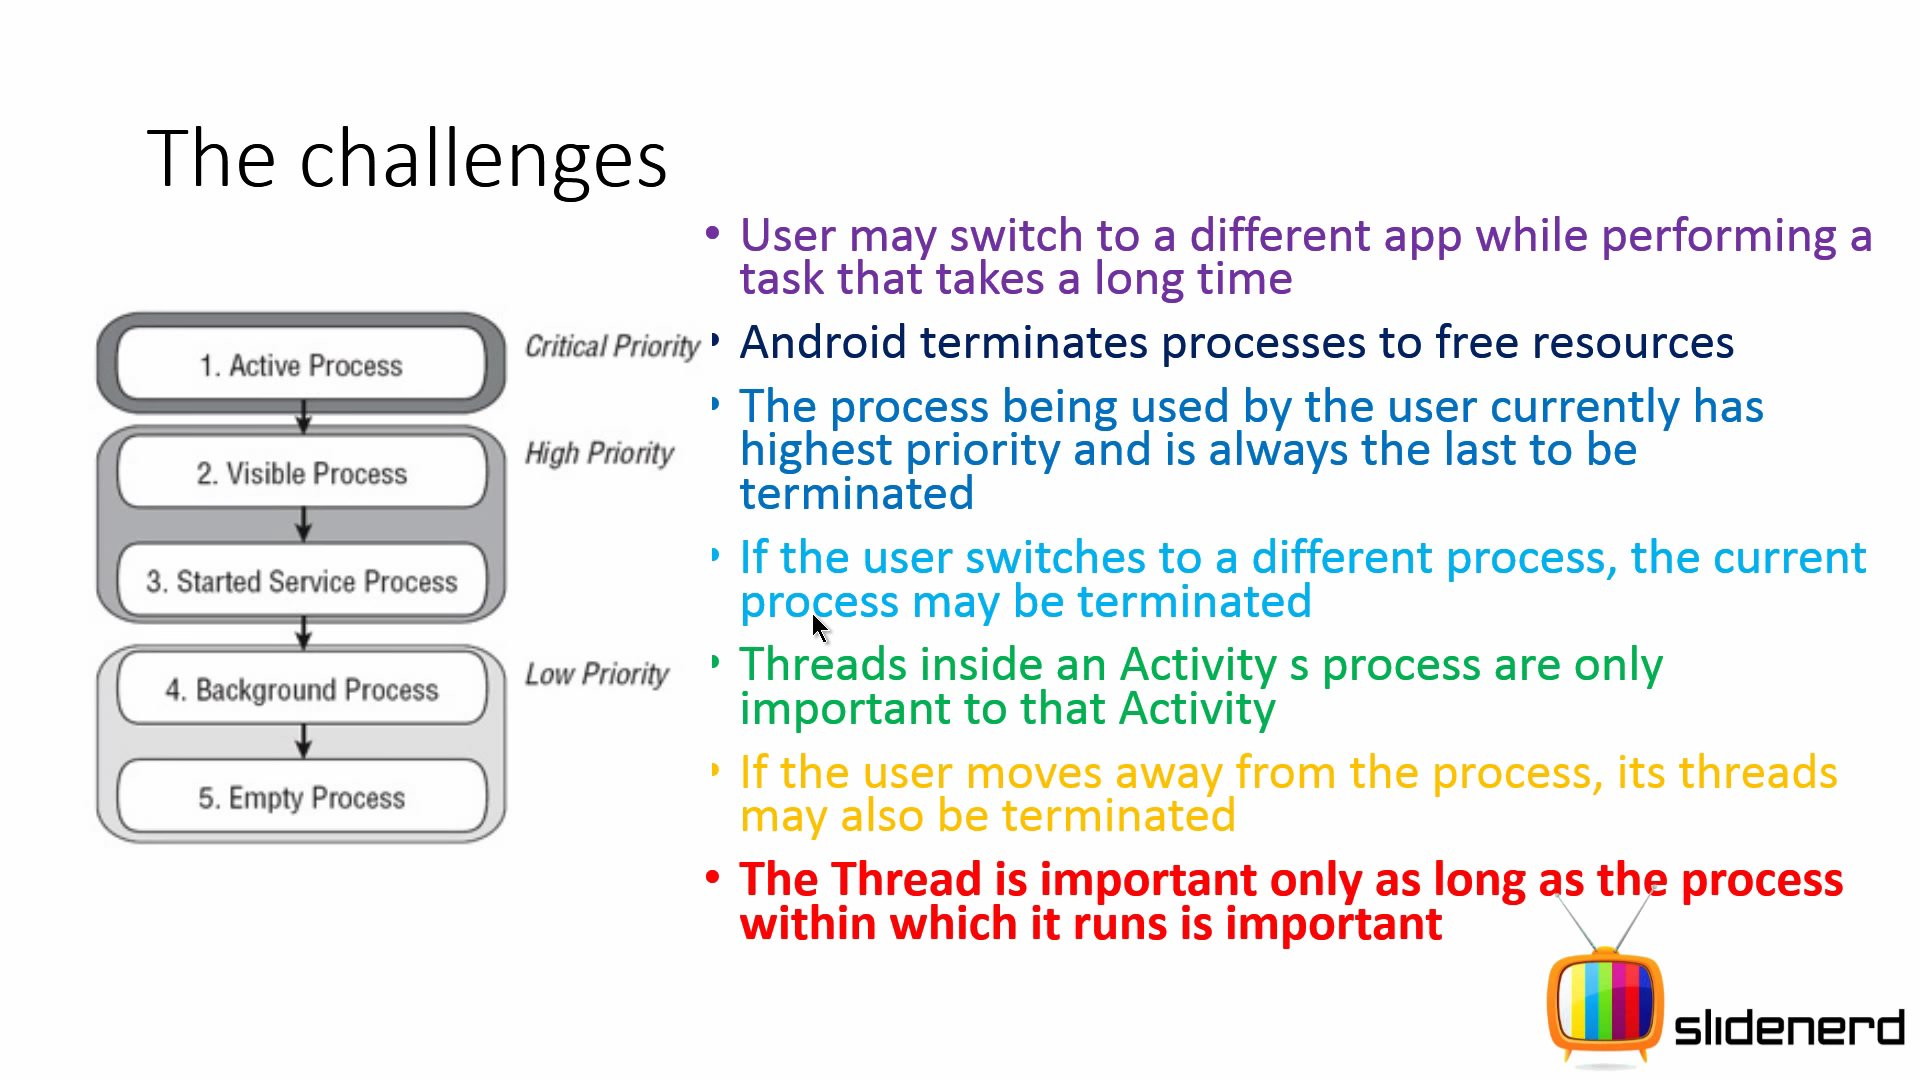 The challenges
1. Active Process
Critical Priority
2. Visible Process
High Priority
3. Started Service Process
4. Background Process
Low Priority
5. Empty Process
• User may switch to a different app while performing a
task that takes a long time
• Android terminates processes to free resources
• The process being used by the user currently has
highest priority and is always the last to be
terminated
• If the user switches to a different process, the current
process may be terminated
• Threads inside an Activity s process are only
important to that Activity
• If the user moves away from the process, its threads
may also be terminated
• The Thread is important only as long as the process
within which it runs is important
slidenerd